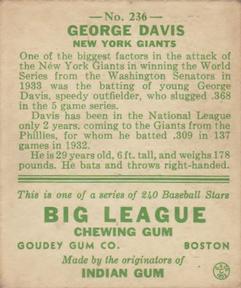 — No. 236 —
GEORGE DAVIS
NEW YORK GIANTS
One of the biggest factors in the attack of
the New York Giants in winning the World
Series from the Washington Senators in
1933 was the batting of young George
Davis, speedy outfielder, who slugged .368
in the 5 game series.
Davis has been in the National League
only 2 years, coming to the Giants from the
Phillies, for whom he batted .309 in 137
games in 1932.
He is 29 years old, 6 ft. tall, and weighs 178
pounds. He bats and throws right-handed.
This is one of a series of 240 Baseball Stars
BIG LEAGUE
CHEWING GUM
GOUDEY GUM CO. BOSTON
Made by the originators of
INDIAN GUM